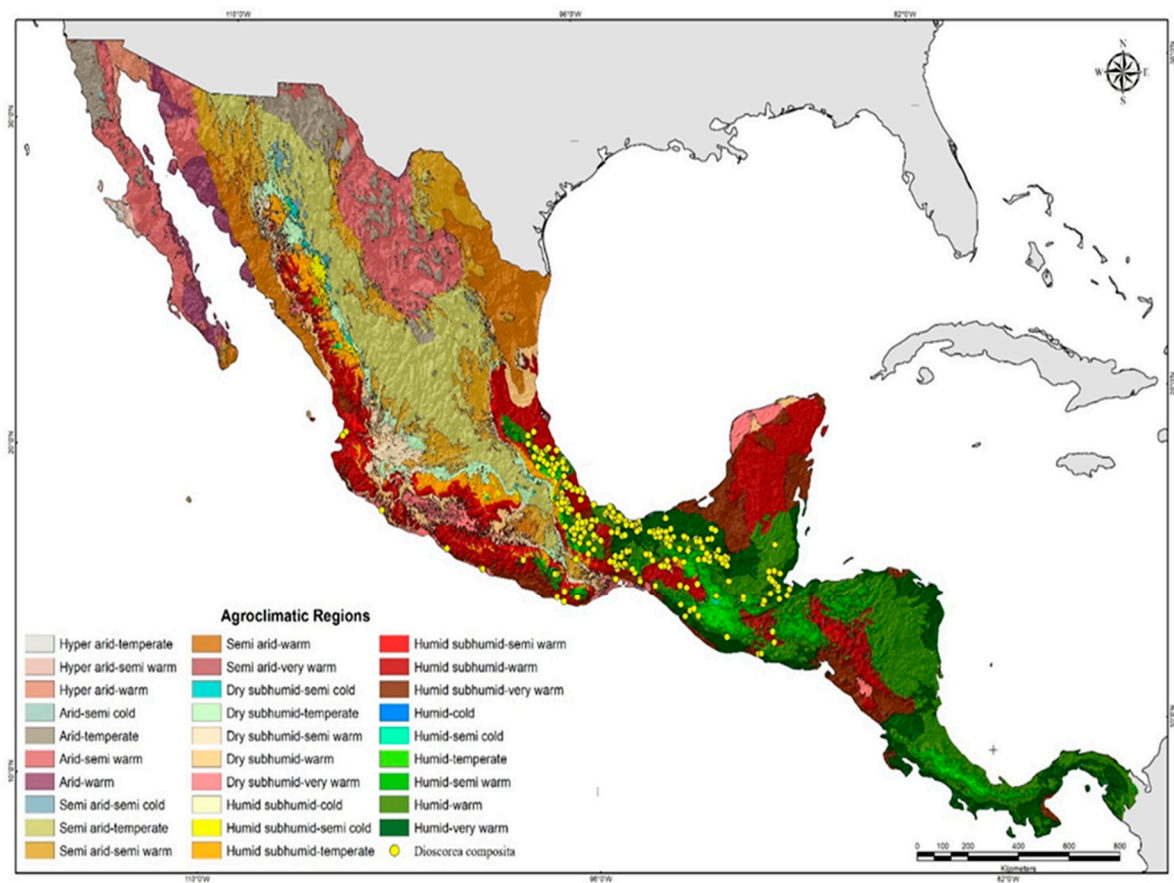 110°0'W 96°0'W 82°0'W
N
W E
S
30°0'N
20°0'N
10°0'N
Agroclimatic Regions
Hyper arid-temperate
Hyper arid-semi warm
Hyper arid-warm
Arid-semi cold
Arid-temperate
Arid-semi warm
Arid-warm
Semi arid-semi cold
Semi arid-temperate
Semi arid-semi warm
Semi arid-warm
Semi arid-very warm
Dry subhumid-semi cold
Dry subhumid-temperate
Dry subhumid-semi warm
Dry subhumid-warm
Dry subhumid-very warm
Humid subhumid-cold
Humid subhumid-semi cold
Humid subhumid-temperate
Humid subhumid-semi warm
Humid subhumid-warm
Humid subhumid-very warm
Humid-cold
Humid-semi cold
Humid-temperate
Humid-semi warm
Humid-warm
Humid-very warm
Dioscorea composita
0 100 200 400 600 800
Kilometers
110°0'W 96°0'W 82°0'W